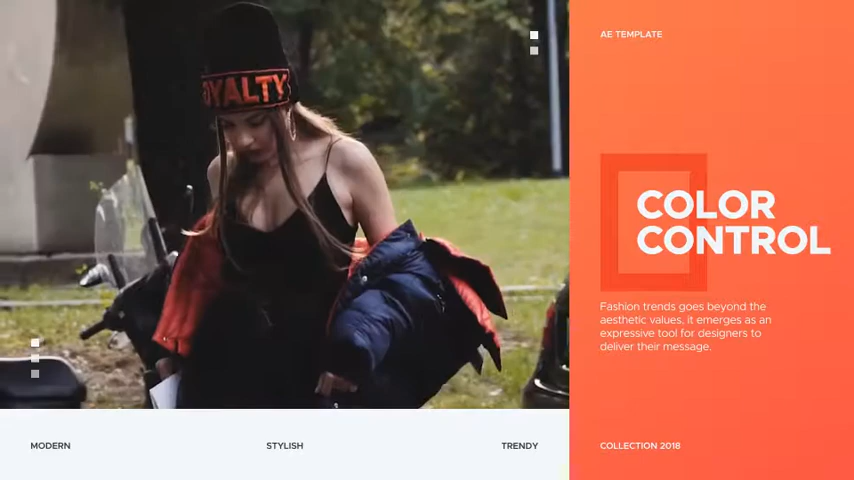 OYALTY
AE TEMPLATE
COLOR
CONTROL
Fashion trends goes beyond the
aesthetic values, it emerges as an
expressive tool for designers to
deliver their message.
MODERN
STYLISH
TRENDY
COLLECTION 2018